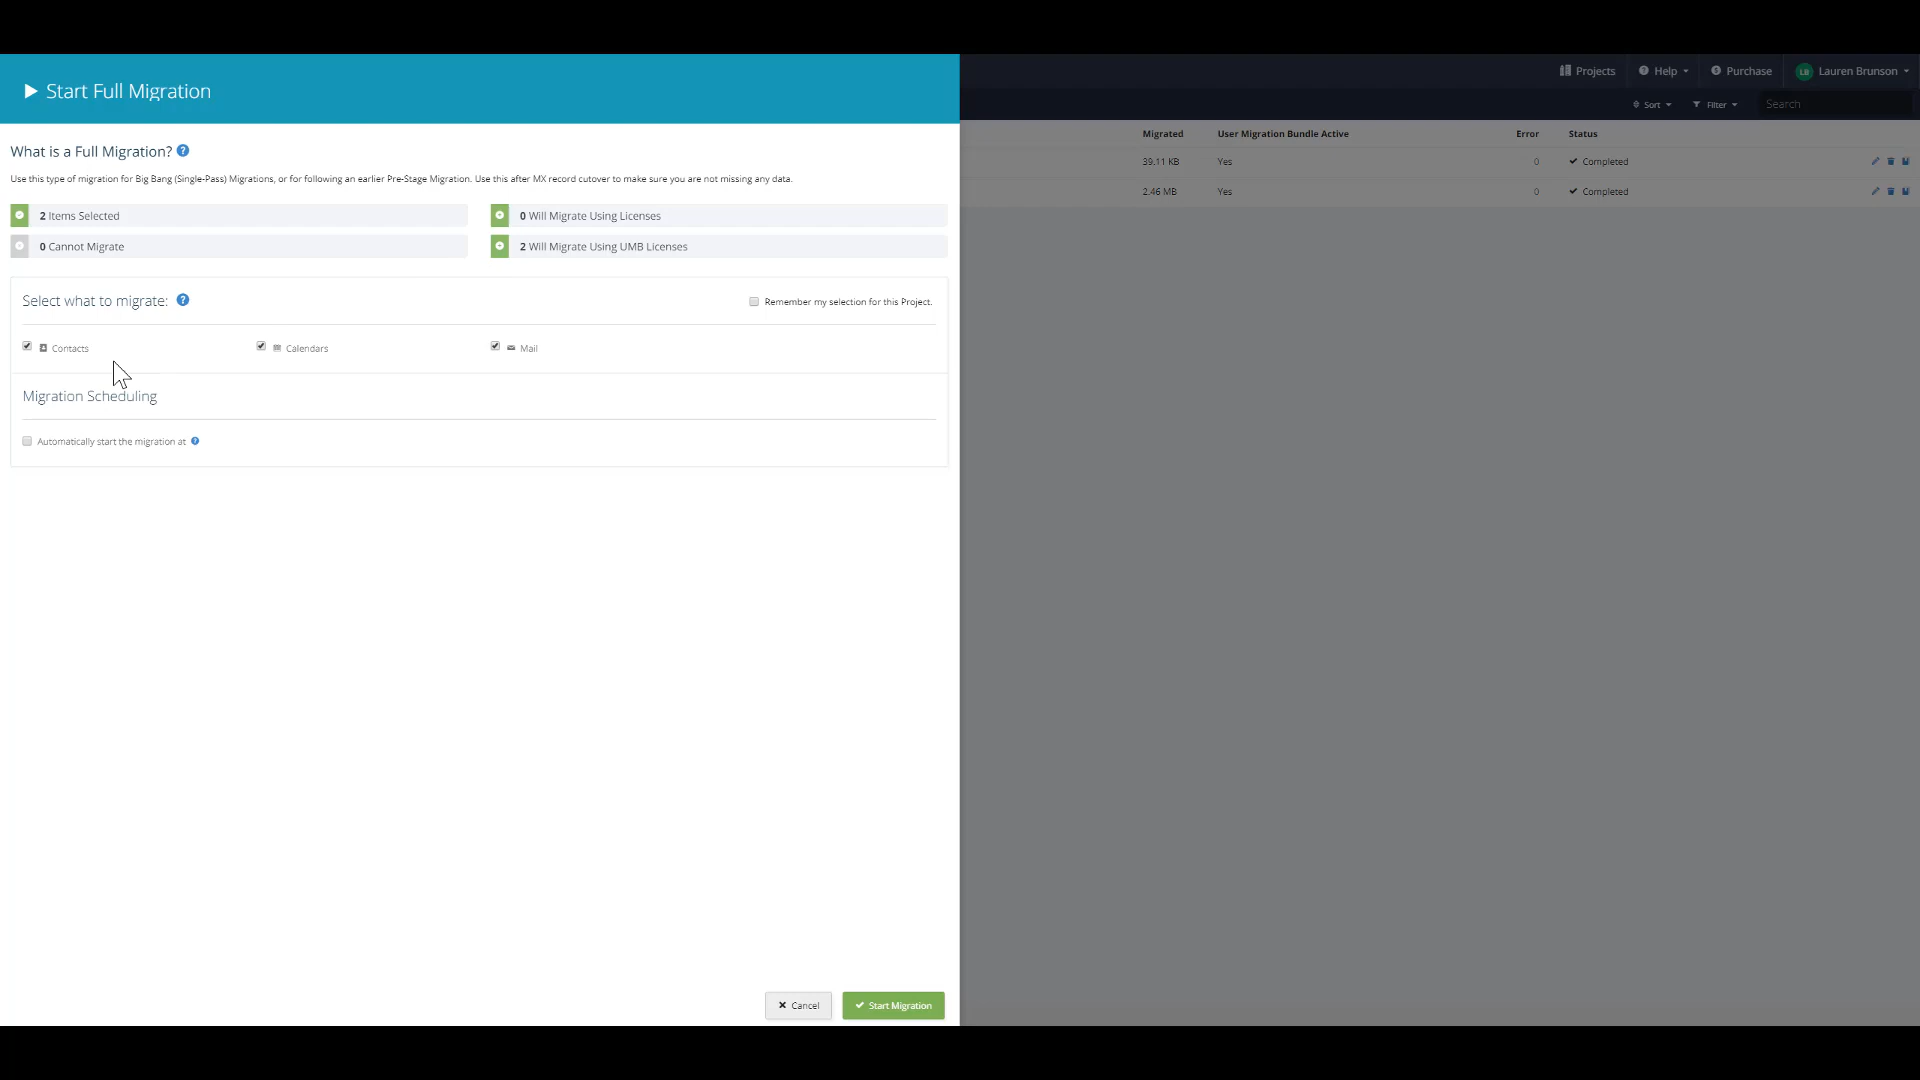 Start Full Migration
Projects
Help
Purchase
LB
Lauren Brunson
Sort
Filter
Search
What is a Full Migration? ?
Use this type of migration for Big Bang (Single-Pass) Migrations, or for following an earlier Pre-Stage Migration. Use this after MX record cutover to make sure you are not missing any data.
2 Items Selected
0 Will Migrate Using Licenses
0 Cannot Migrate
2 Will Migrate Using UMB Licenses
Select what to migrate: ?
Remember my selection for this Project.
Contacts
Calendars
Mail
Migration Scheduling
Automatically start the migration at ?
Cancel
Start Migration
Migrated
User Migration Bundle Active
Error
Status
39.11 KB
Yes
0
Completed
2.46 MB
Yes
0
Completed